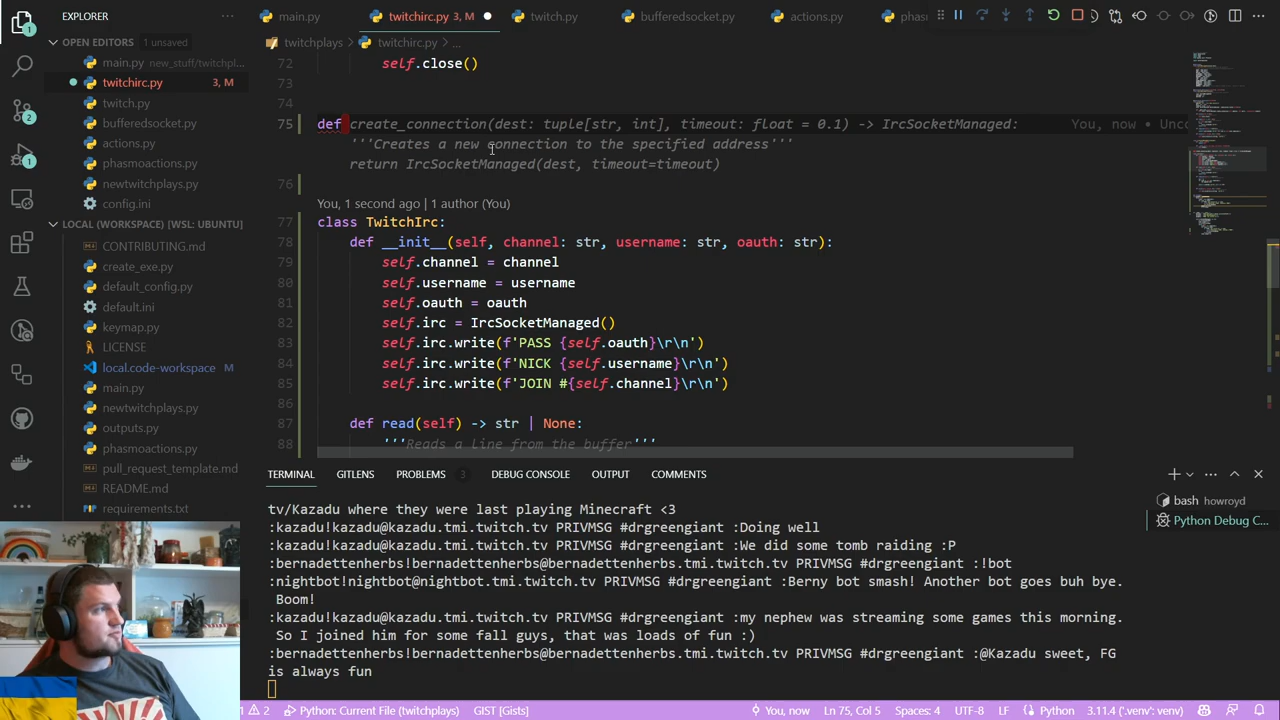 EXPLORER
main.py
twitchirc.py 3, M
twitch.py
bufferedsocket.py
actions.py
phas
OPEN EDITORS 1 unsaved
main.py new_stuff/twitchpl...
twitchirc.py 3, M
twitch.py
bufferedsocket.py
actions.py
phasmoactions.py
newtwitchplays.py
config.ini
LOCAL (WORKSPACE) [WSL: UBUNTU]
CONTRIBUTING.md
create_exe.py
default_config.py
default.ini
keymap.py
LICENSE
local.code-workspace M
main.py
newtwitchplays.py
outputs.py
phasmoactions.py
pull_request_template.md
README.md
requirements.txt
twitchplays > twitchirc.py > ...
72 self.close()
73
74
75 def create_connection(dest: tuple[str, int], timeout: float = 0.1) -> IrcSocketManaged: You, now • Unco
'''Creates a new connection to the specified address'''
return IrcSocketManaged(dest, timeout=timeout)
76
You, 1 second ago | 1 author (You)
77 class TwitchIrc:
78 def __init__(self, channel: str, username: str, oauth: str):
79 self.channel = channel
80 self.username = username
81 self.oauth = oauth
82 self.irc = IrcSocketManaged()
83 self.irc.write(f'PASS {self.oauth}\r\n')
84 self.irc.write(f'NICK {self.username}\r\n')
85 self.irc.write(f'JOIN #{self.channel}\r\n')
86
87 def read(self) -> str | None:
88 '''Reads a line from the buffer'''
TERMINAL GITLENS PROBLEMS 3 DEBUG CONSOLE OUTPUT COMMENTS
bash howroyd
Python Debug C...
tv/Kazadu where they were last playing Minecraft <3
:kazadu!kazadu@kazadu.tmi.twitch.tv PRIVMSG #drgreengiant :Doing well
:kazadu!kazadu@kazadu.tmi.twitch.tv PRIVMSG #drgreengiant :We did some tomb raiding :P
:bernadettenherbs!bernadettenherbs@bernadettenherbs.tmi.twitch.tv PRIVMSG #drgreengiant :!bot
:nightbot!nightbot@nightbot.tmi.twitch.tv PRIVMSG #drgreengiant :Berny bot smash! Another bot goes buh bye.
Boom!
:kazadu!kazadu@kazadu.tmi.twitch.tv PRIVMSG #drgreengiant :my nephew was streaming some games this morning.
So I joined him for some fall guys, that was loads of fun :)
:bernadettenherbs!bernadettenherbs@bernadettenherbs.tmi.twitch.tv PRIVMSG #drgreengiant :@Kazadu sweet, FG
is always fun
1 2 Python: Current File (twitchplays) GIST [Gists] You, now Ln 75, Col 5 Spaces: 4 UTF-8 LF Python 3.11.4 ('.venv': venv)